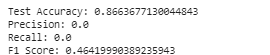 Test Accuracy: 0.8663677130044843
Precision: 0.0
Recall: 0.0
F1 Score: 0.46419990389235943